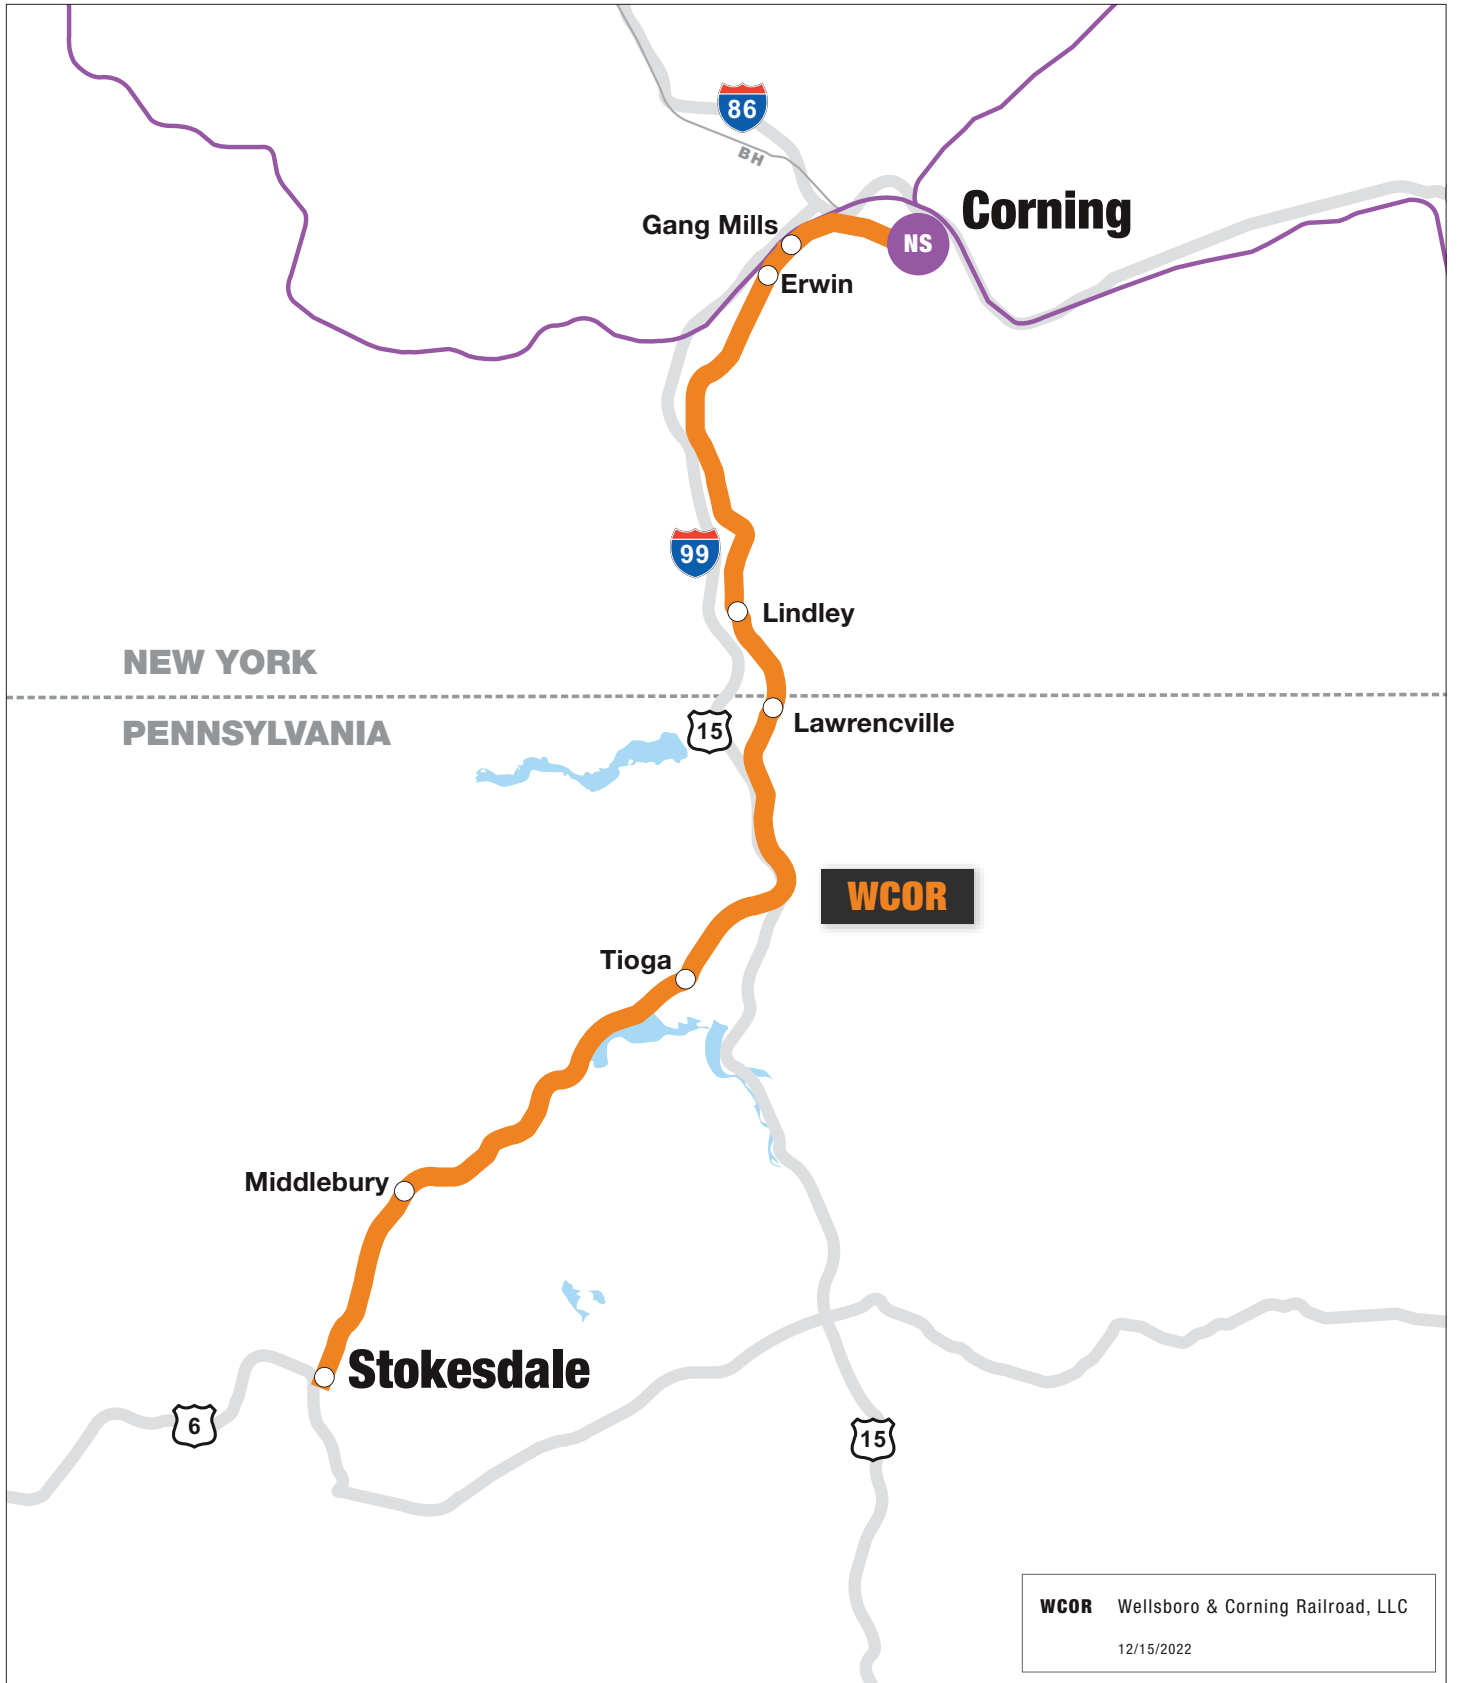 86
BH
Corning
Gang Mills
NS
Erwin
99
Lindley
NEW YORK
PENNSYLVANIA
15
Lawrencville
WCOR
Tioga
Middlebury
Stokesdale
6
15
WCOR Wellsboro & Corning Railroad, LLC
12/15/2022